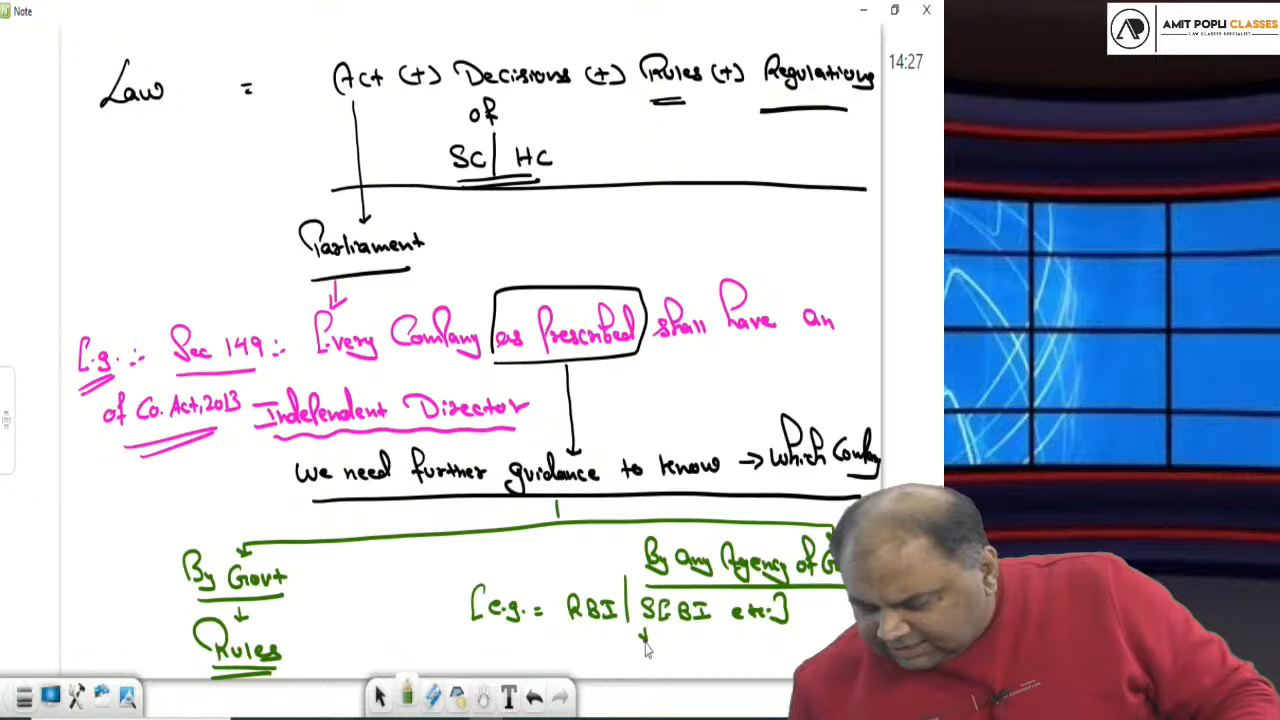 Note
AMIT POPLI CLASSES
LAW CLASSES SPECIALIST
14:27
Law = Act (+) Decisions (+) Rules (+) Regulations
of
SC | HC
Parliament
E.g. :- Sec 149 :- Every Company as Prescribed shall have an
of Co. Act, 2013 Independent Director
We need further guidance to know → Which Company
By Govt
By Any Agency of
[e.g. = RBI | SEBI etc.]
Rules
T